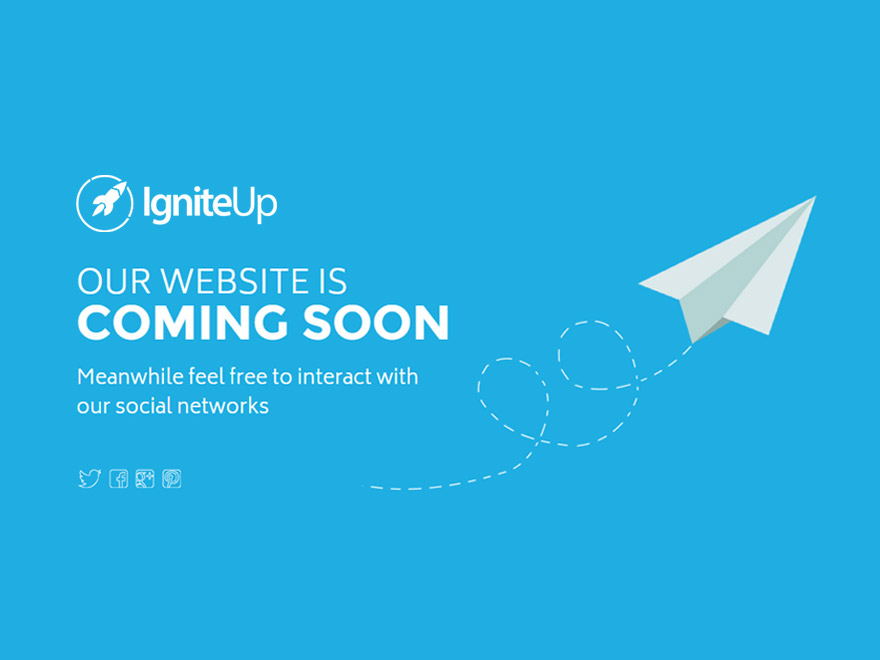 IgniteUp
OUR WEBSITE IS
COMING SOON
Meanwhile feel free to interact with
our social networks